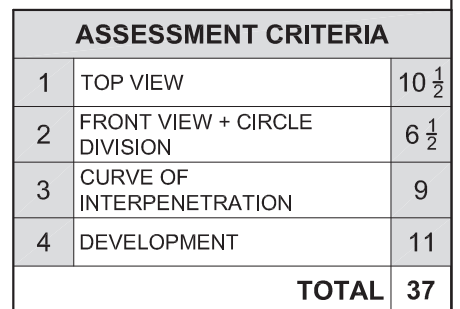 ASSESSMENT CRITERIA
1 TOP VIEW 10 1/2
2 FRONT VIEW + CIRCLE DIVISION 6 1/2
3 CURVE OF INTERPENETRATION 9
4 DEVELOPMENT 11
TOTAL 37